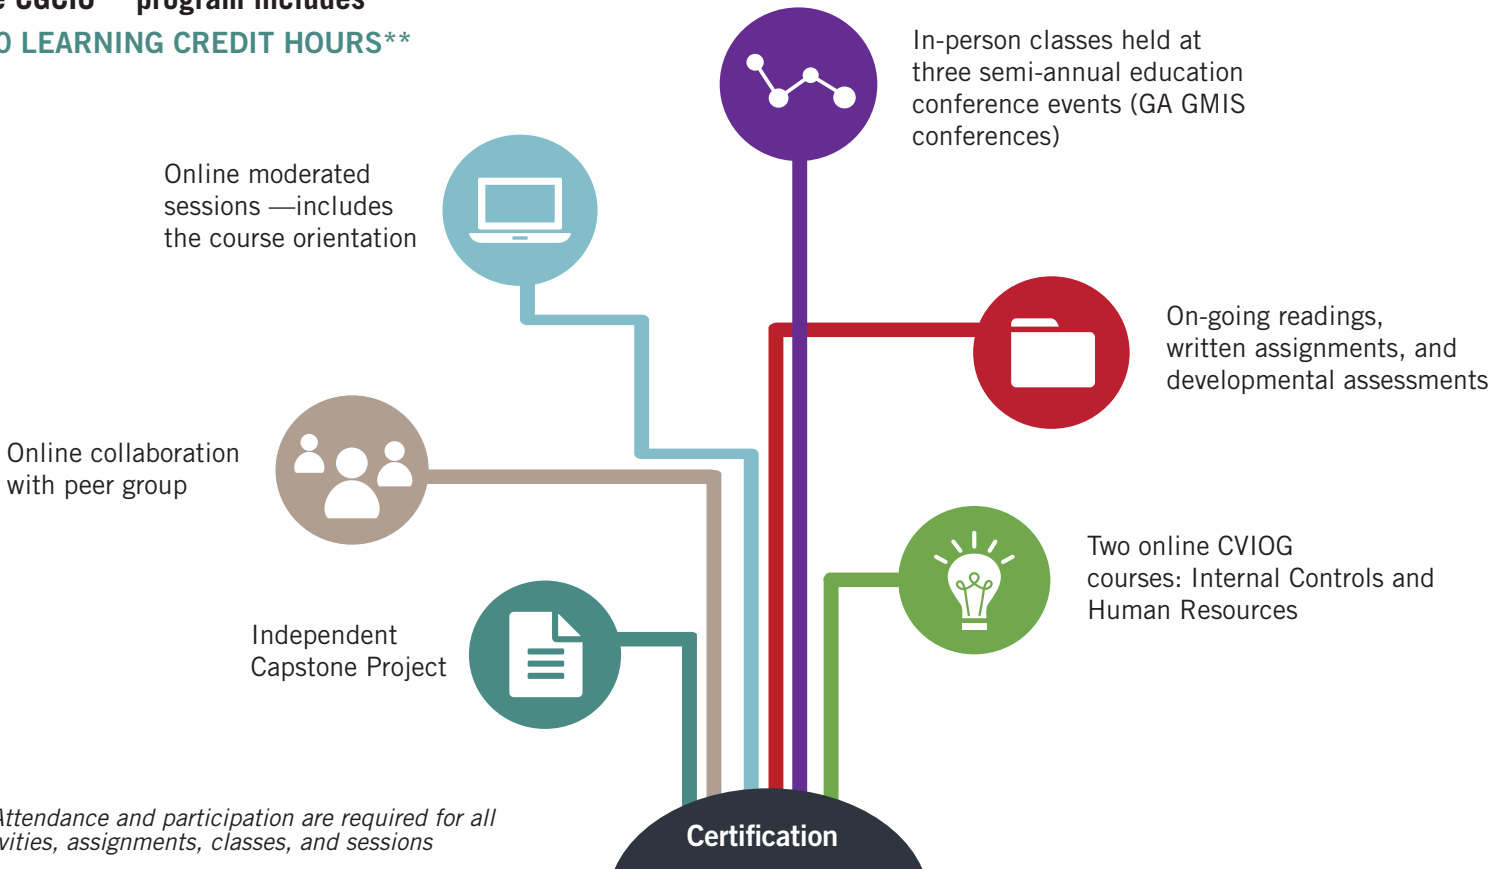 CGCIO program includes
LEARNING CREDIT HOURS**
In-person classes held at
three semi-annual education
conference events (GA GMIS
conferences)
Online moderated
sessions —includes
the course orientation
On-going readings,
written assignments, and
developmental assessments
Online collaboration
with peer group
Two online CVIOG
courses: Internal Controls and
Human Resources
Independent
Capstone Project
Attendance and participation are required for all
assignments, classes, and sessions
Certification